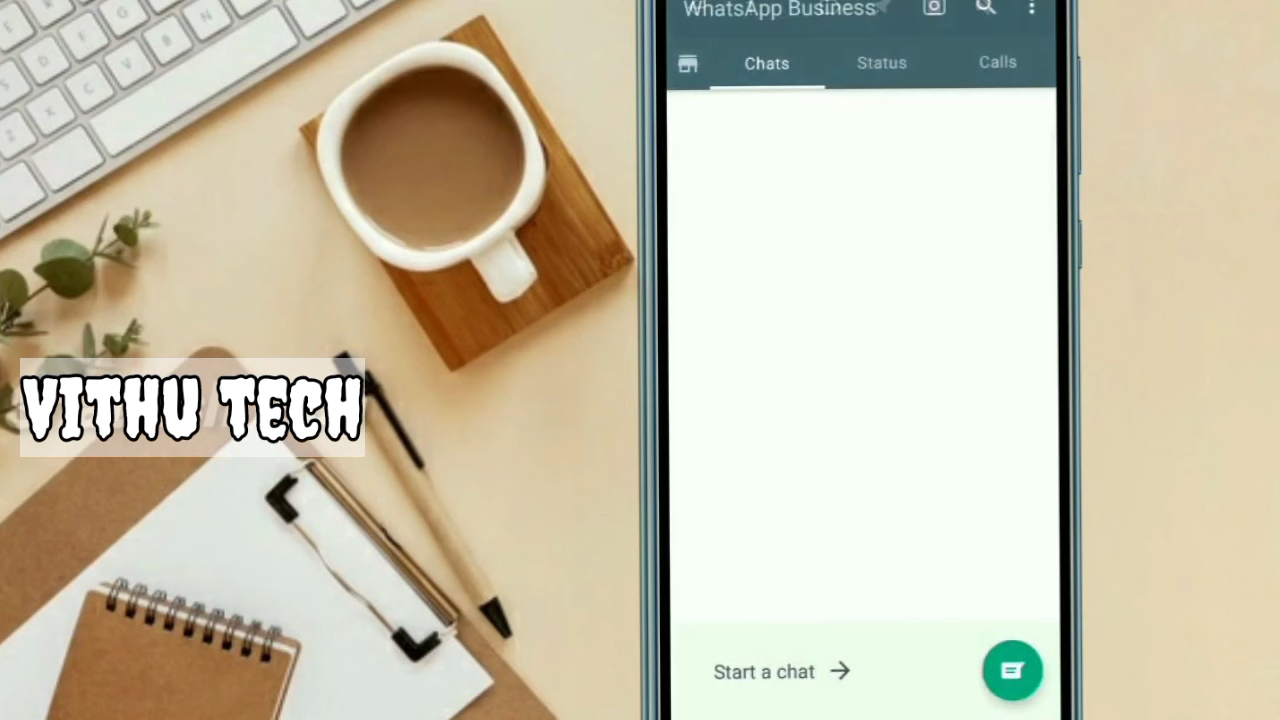 WhatsApp Business
Chats
Status
Calls
VITHU TECH
Start a chat